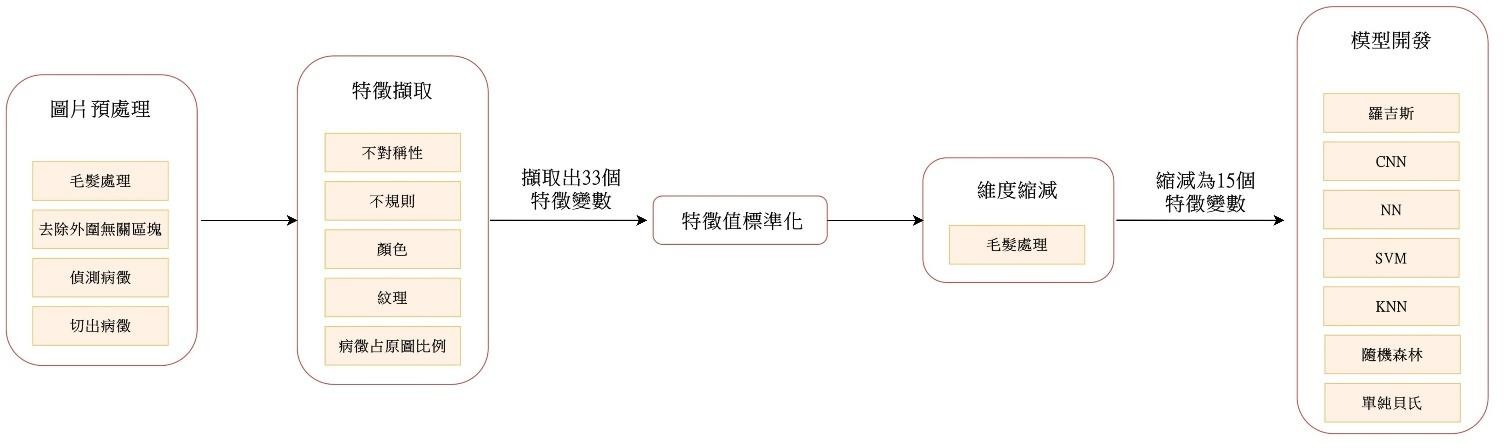 圖片預處理
毛髮處理
去除外圍無關區塊
偵測病徵
切出病徵
特徵擷取
不對稱性
不規則
顏色
紋理
病徵占原圖比例
擷取出33個
特徵變數
特徵值標準化
維度縮減
毛髮處理
縮減為15個
特徵變數
模型開發
羅吉斯
CNN
NN
SVM
KNN
隨機森林
單純貝氏